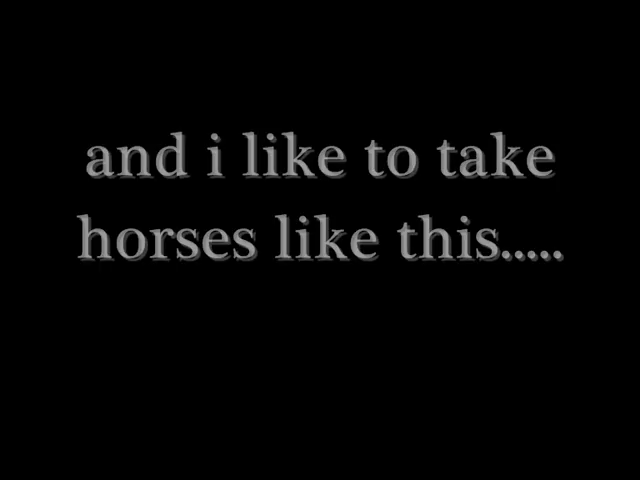 and i like to take
horses like this.....